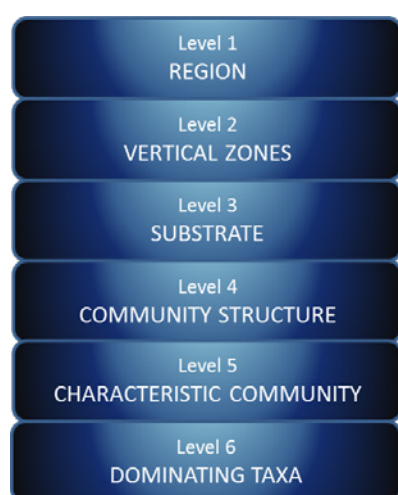 Level 1
REGION
Level 2
VERTICAL ZONES
Level 3
SUBSTRATE
Level 4
COMMUNITY STRUCTURE
Level 5
CHARACTERISTIC COMMUNITY
Level 6
DOMINATING TAXA